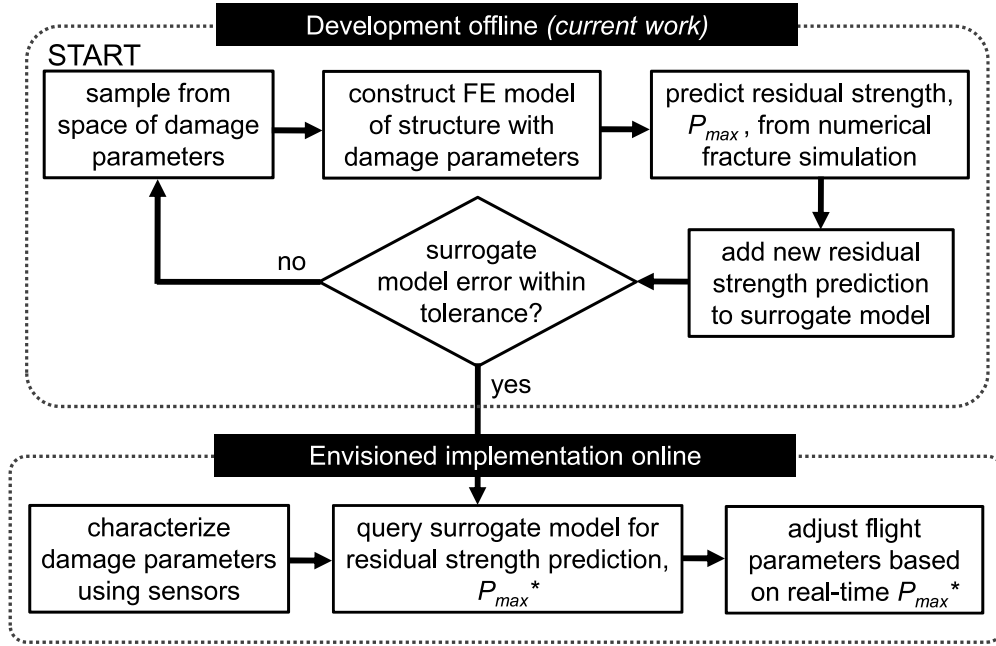 Development offline (current work)
START
sample from
space of damage
parameters
construct FE model
of structure with
damage parameters
predict residual strength,
Pmax, from numerical
fracture simulation
add new residual
strength prediction
to surrogate model
surrogate
model error within
tolerance?
no
yes
Envisioned implementation online
characterize
damage parameters
using sensors
query surrogate model for
residual strength prediction,
Pmax*
adjust flight
parameters based
on real-time Pmax*